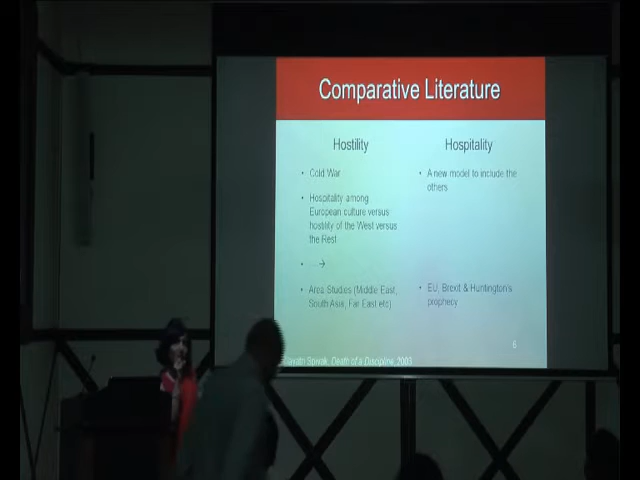 Comparative Literature
Hostility
• Cold War
• Hospitality among
European culture versus
hostility of the West versus
the Rest
• →
• Area Studies (Middle East,
South Asia, Far East etc)
Hospitality
• A new model to include the
others
• EU, Brexit & Huntington's
prophecy
6
Gayatri Spivak, Death of a Discipline, 2003